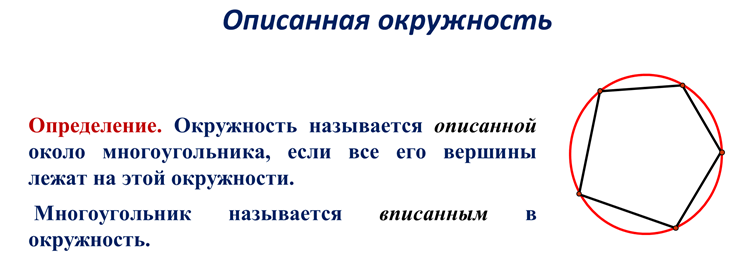 Описанная окружность
Определение. Окружность называется описанной
около многоугольника, если все его вершины
лежат на этой окружности.
Многоугольник называется вписанным в
окружность.